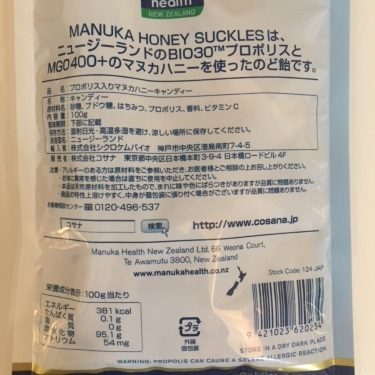 health
NEW ZEALAND
MANUKA HONEY SUCKLESは、
ニュージーランドのBIO30™プロポリスと
MGO400+のマヌカハニーを使ったのど飴です。
品名:プロポリス入りマヌカハニーキャンディー
名称:キャンディー
原材料:砂糖、ブドウ糖、はちみつ、プロポリス、香料、ビタミンC
内容量:100g
賞味期限:下部に記載
保存方法:直射日光・高温多湿を避け、涼しい場所に保存してください。
原産国:ニュージーランド
輸入者:株式会社シクロケムバイオ 神戸市中央区港島南町7-4-5
販売者:株式会社コサナ 東京都中央区日本橋本町3-9-4 日本橋ロードビル4F
0120-496-537
コサナ
検索
http://www.cosana.jp
Manuka Health New Zealand Ltd, 66 Weona Court,
Te Awamutu 3800, New Zealand
www.manukahealth.co.nz
Stock Code: 124 JAP
栄養成分表示:100g当たり
エネルギー 381 kcal
たんぱく質 0.1 g
脂質 0 g
炭水化物 95.1 g
ナトリウム 54 mg
プラ
外装
個包装
9 421023 620234
STORE IN A DRY DARK PLACE
WARNING: PROPOLIS CAN CAUSE A SEVERE ALLERGIC REACTION.